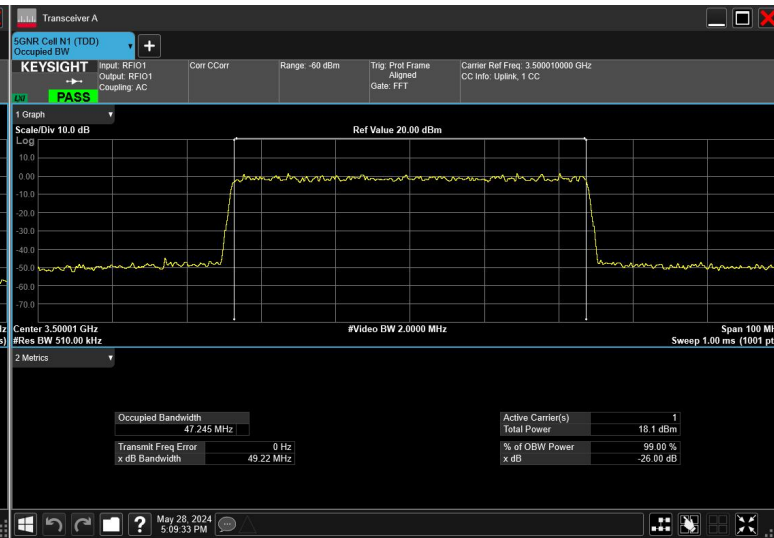 Transceiver A
5GNR Cell N1 (TDD)
Occupied BW
+
KEYSIGHT
LXI
PASS
Input: RFIO1
Output: RFIO1
Coupling: AC
Corr CCorr
Range: -60 dBm
Trig: Prot Frame
Aligned
Gate: FFT
Carrier Ref Freq: 3.500010000 GHz
CC Info: Uplink, 1 CC
1 Graph
Scale/Div 10.0 dB
Ref Value 20.00 dBm
Log
10.0
0.00
-10.0
-20.0
-30.0
-40.0
-50.0
-60.0
-70.0
Hz
Center 3.50001 GHz
#Video BW 2.0000 MHz
Span 100 MH
s)
#Res BW 510.00 kHz
Sweep 1.00 ms (1001 pt
2 Metrics
Occupied Bandwidth
47.245 MHz
Transmit Freq Error 0 Hz
x dB Bandwidth 49.22 MHz
Active Carrier(s) 1
Total Power 18.1 dBm
% of OBW Power 99.00 %
x dB -26.00 dB
?
May 28, 2024
5:09:33 PM